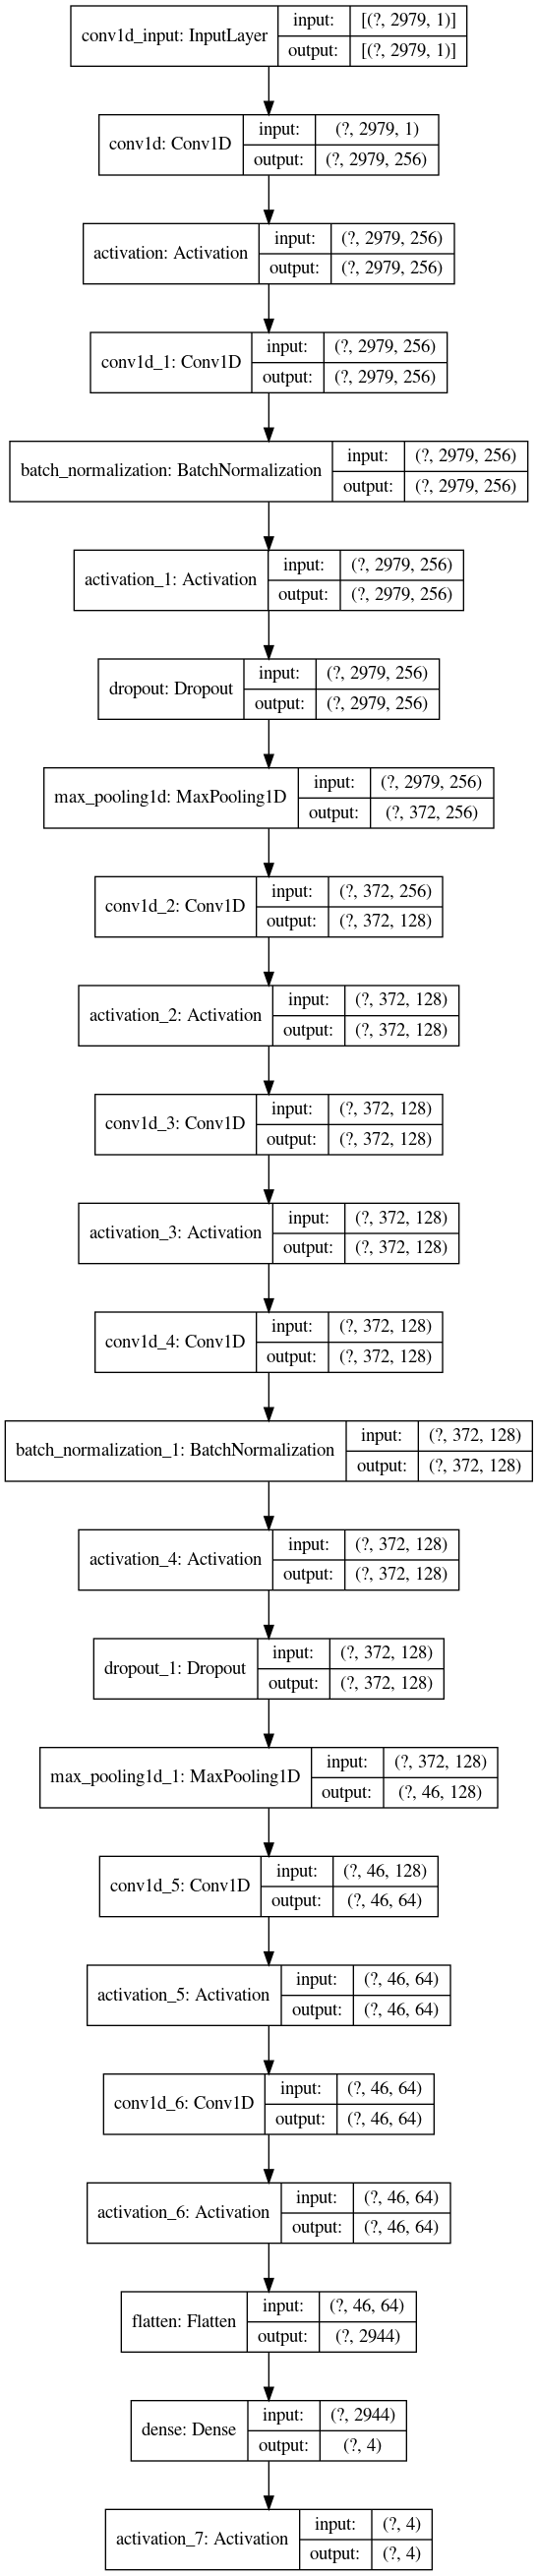 conv1d_input: InputLayer
input: [(?, 2979, 1)]
output: [(?, 2979, 1)]
conv1d: Conv1D
input: (?, 2979, 1)
output: (?, 2979, 256)
activation: Activation
input: (?, 2979, 256)
output: (?, 2979, 256)
conv1d_1: Conv1D
input: (?, 2979, 256)
output: (?, 2979, 256)
batch_normalization: BatchNormalization
input: (?, 2979, 256)
output: (?, 2979, 256)
activation_1: Activation
input: (?, 2979, 256)
output: (?, 2979, 256)
dropout: Dropout
input: (?, 2979, 256)
output: (?, 2979, 256)
max_pooling1d: MaxPooling1D
input: (?, 2979, 256)
output: (?, 372, 256)
conv1d_2: Conv1D
input: (?, 372, 256)
output: (?, 372, 128)
activation_2: Activation
input: (?, 372, 128)
output: (?, 372, 128)
conv1d_3: Conv1D
input: (?, 372, 128)
output: (?, 372, 128)
activation_3: Activation
input: (?, 372, 128)
output: (?, 372, 128)
conv1d_4: Conv1D
input: (?, 372, 128)
output: (?, 372, 128)
batch_normalization_1: BatchNormalization
input: (?, 372, 128)
output: (?, 372, 128)
activation_4: Activation
input: (?, 372, 128)
output: (?, 372, 128)
dropout_1: Dropout
input: (?, 372, 128)
output: (?, 372, 128)
max_pooling1d_1: MaxPooling1D
input: (?, 372, 128)
output: (?, 46, 128)
conv1d_5: Conv1D
input: (?, 46, 128)
output: (?, 46, 64)
activation_5: Activation
input: (?, 46, 64)
output: (?, 46, 64)
conv1d_6: Conv1D
input: (?, 46, 64)
output: (?, 46, 64)
activation_6: Activation
input: (?, 46, 64)
output: (?, 46, 64)
flatten: Flatten
input: (?, 46, 64)
output: (?, 2944)
dense: Dense
input: (?, 2944)
output: (?, 4)
activation_7: Activation
input: (?, 4)
output: (?, 4)